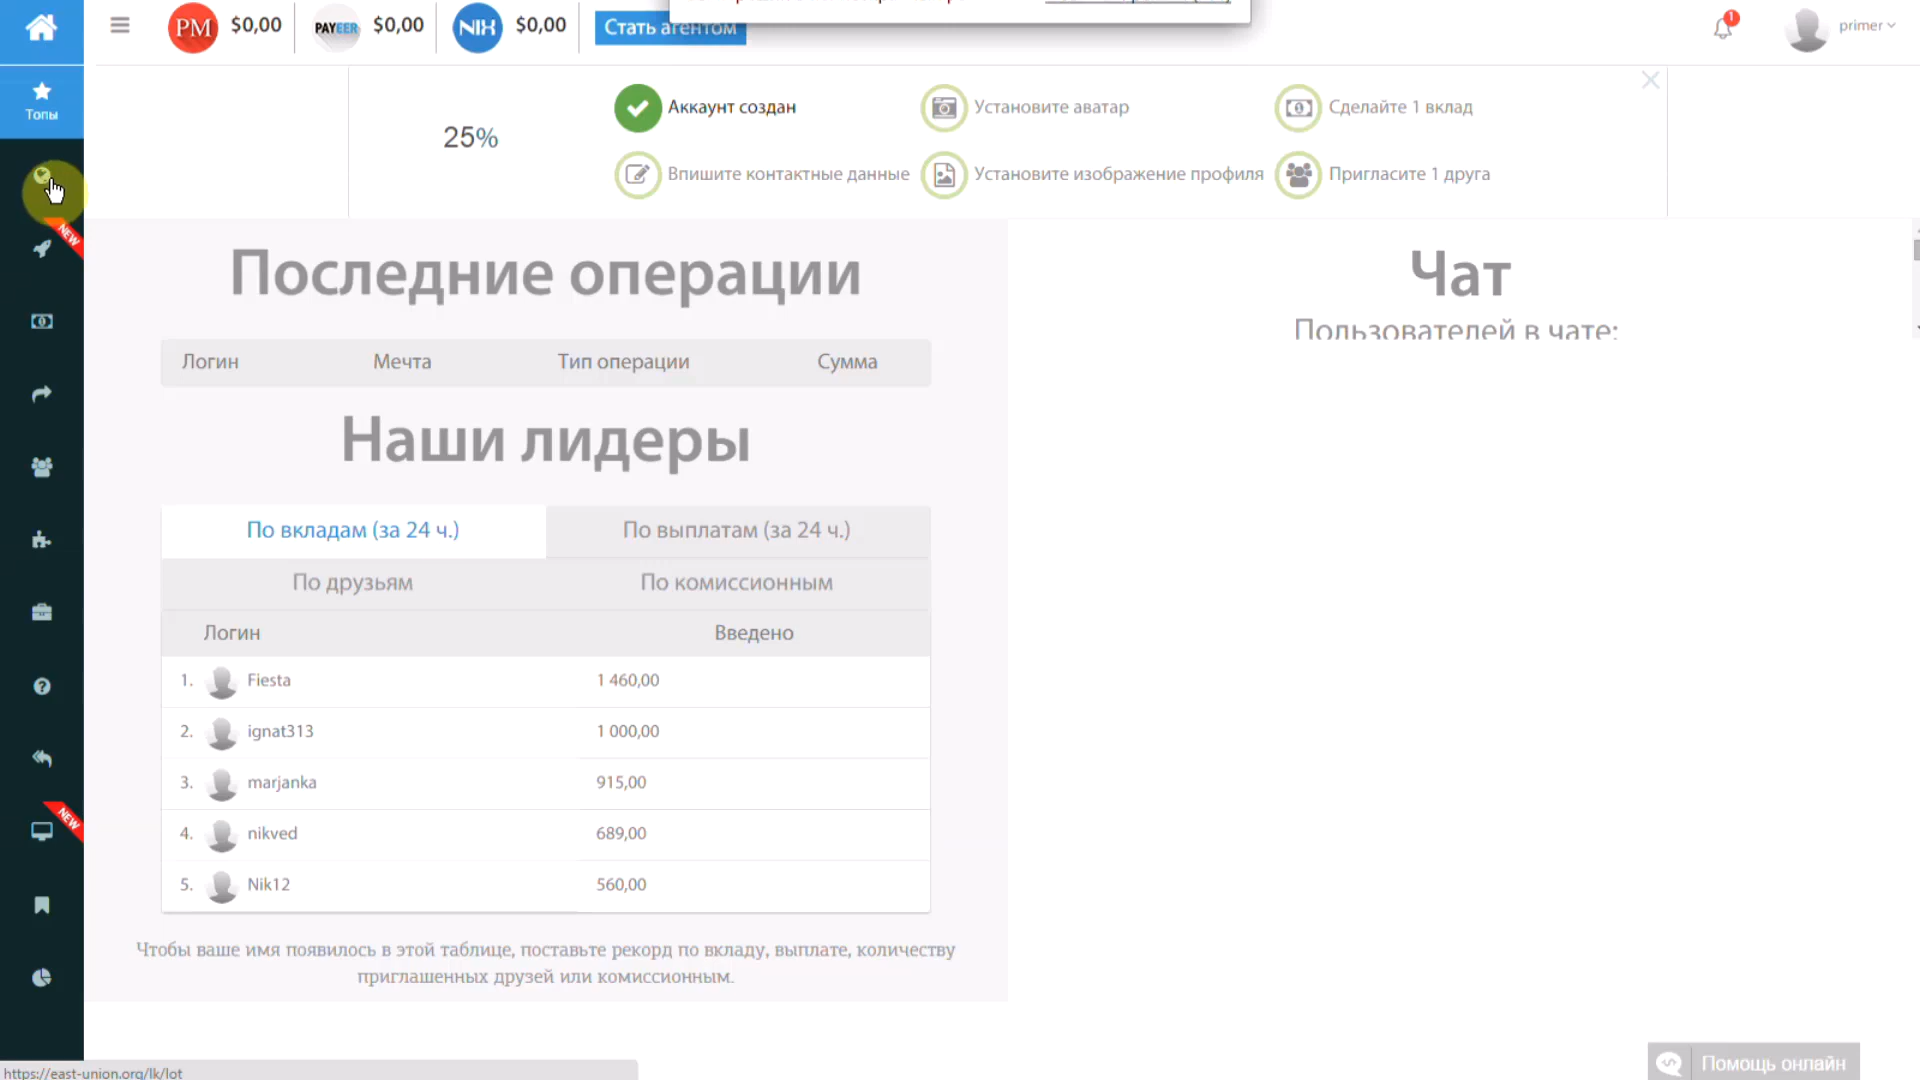 PM $0,00 PAYEER $0,00 NIX $0,00 Стать агентом 1 primer
Топы
25%
Аккаунт создан Установите аватар Сделайте 1 вклад
Впишите контактные данные Установите изображение профиля Пригласите 1 друга
NEW
Последние операции
Логин Мечта Тип операции Сумма
Чат
Пользователей в чате:
Наши лидеры
По вкладам (за 24 ч.) По выплатам (за 24 ч.)
По друзьям По комиссионным
Логин Введено
1. Fiesta 1 460,00
2. ignat313 1 000,00
3. marjanka 915,00
4. nikved 689,00
5. Nik12 560,00
NEW
Чтобы ваше имя появилось в этой таблице, поставьте рекорд по вкладу, выплате, количеству
приглашенных друзей или комиссионным.
Помощь онлайн
https://east-union.org/lk/lot